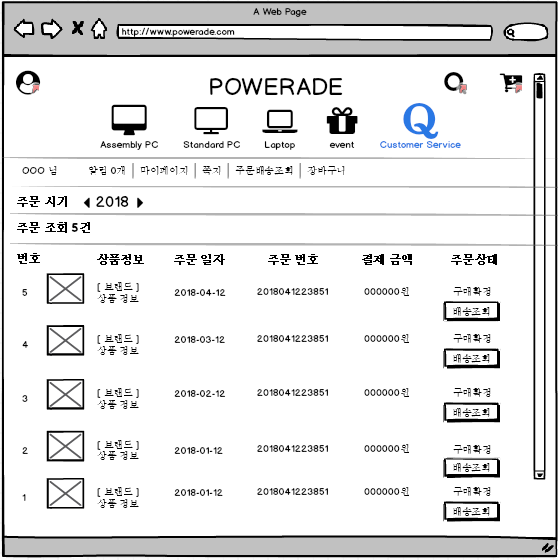 A Web Page
http://www.powerade.com
POWERADE
Assembly PC Standard PC Laptop event Customer Service
Q
OOO 님 알림 0개 마이페이지 쪽지 주문배송조회 장바구니
주문 시기 2018
주문 조회 5건
번호 상품정보 주문 일자 주문 번호 결제 금액 주문상태
5 [ 브랜드 ] 상품 정보 2018-04-12 2018041223851 000000원 구매확정
배송조회
4 [ 브랜드 ] 상품 정보 2018-03-12 2018041223851 000000원 구매확정
배송조회
3 [ 브랜드 ] 상품 정보 2018-02-12 2018041223851 000000원 구매확정
배송조회
2 [ 브랜드 ] 상품 정보 2018-01-12 2018041223851 000000원 구매확정
배송조회
1 [ 브랜드 ] 상품 정보 2018-01-12 2018041223851 000000원 구매확정
배송조회